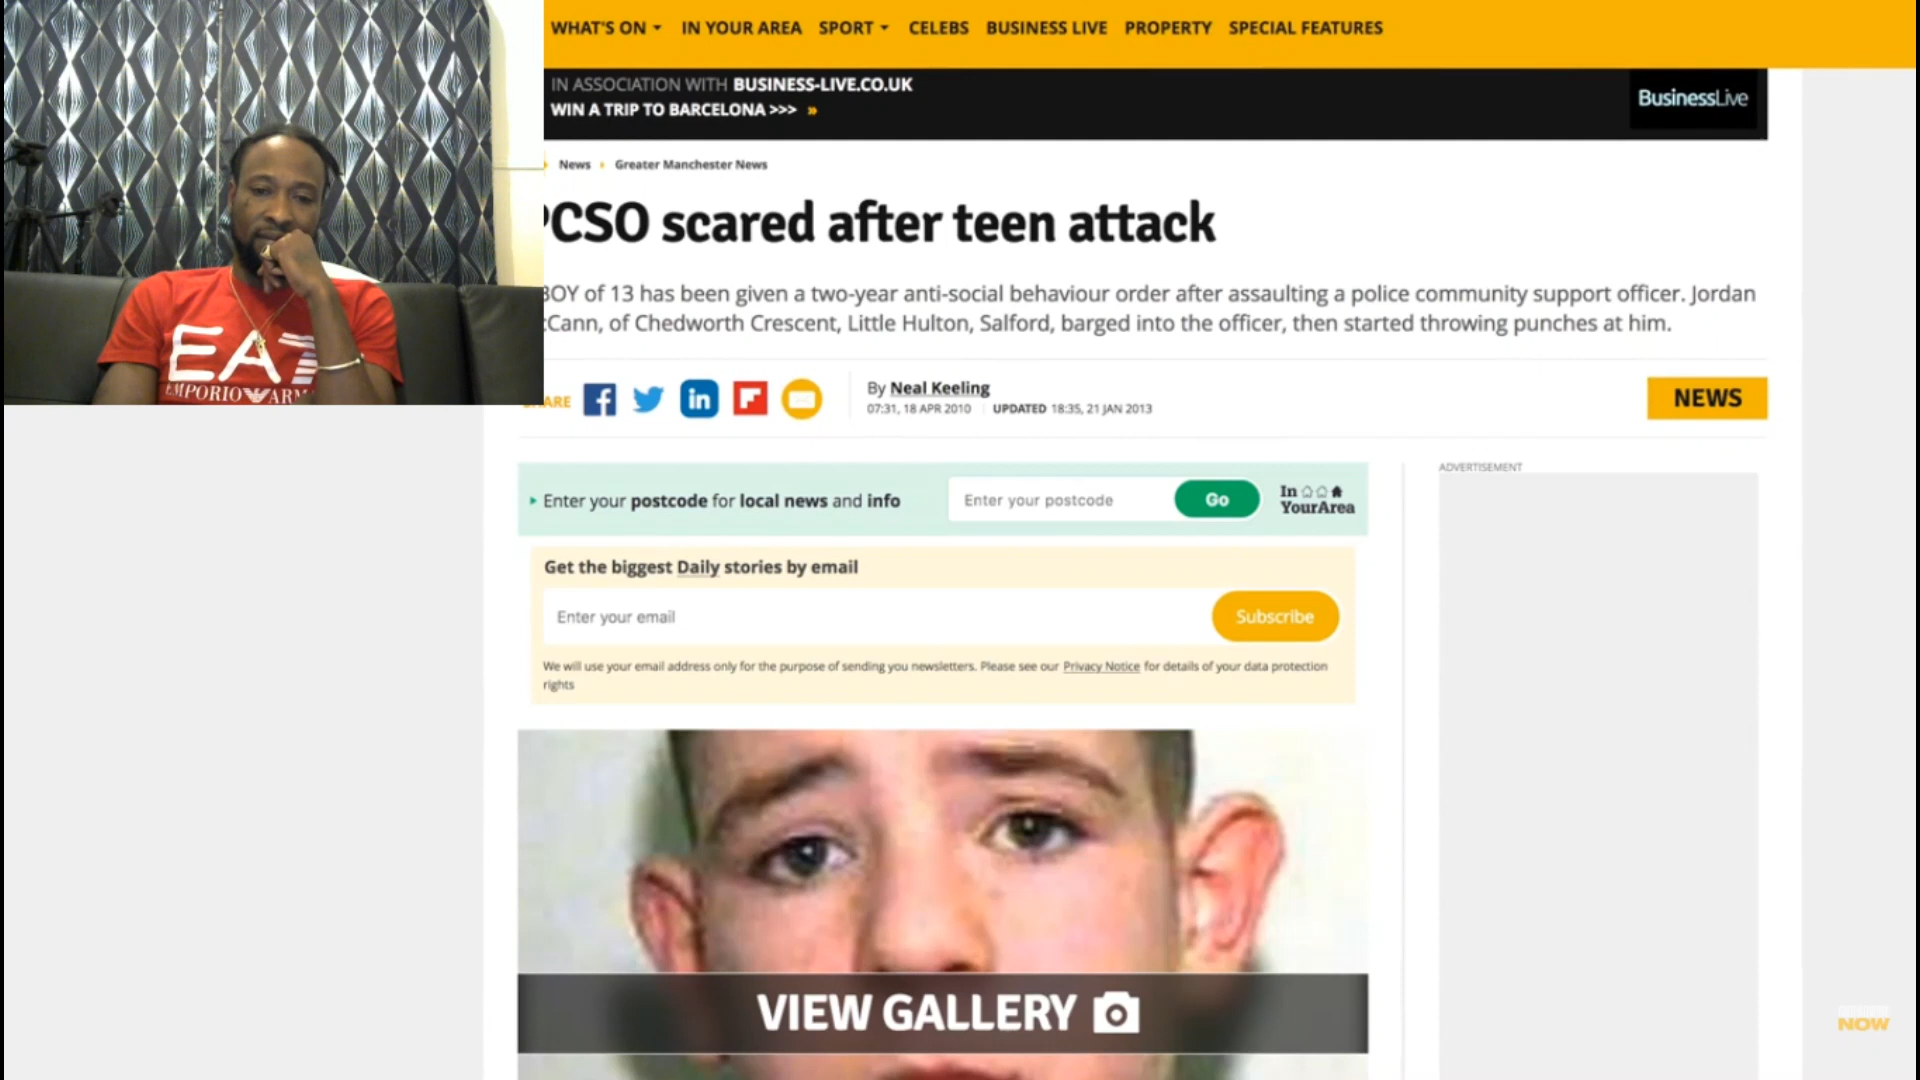 WHAT'S ON IN YOUR AREA SPORT CELEBS BUSINESS LIVE PROPERTY SPECIAL FEATURES
IN ASSOCIATION WITH BUSINESS-LIVE.CO.UK
WIN A TRIP TO BARCELONA >>> »
BusinessLive
News Greater Manchester News
PCSO scared after teen attack
BOY of 13 has been given a two-year anti-social behaviour order after assaulting a police community support officer. Jordan
cCann, of Chedworth Crescent, Little Hulton, Salford, barged into the officer, then started throwing punches at him.
EA7
EMPORIO ARM
ARE
f
in
By Neal Keeling
07:31, 18 APR 2010 UPDATED 18:35, 21 JAN 2013
NEWS
ADVERTISEMENT
Enter your postcode for local news and info
Enter your postcode
Go
In
YourArea
Get the biggest Daily stories by email
Enter your email
Subscribe
We will use your email address only for the purpose of sending you newsletters. Please see our Privacy Notice for details of your data protection
rights
VIEW GALLERY
NOW